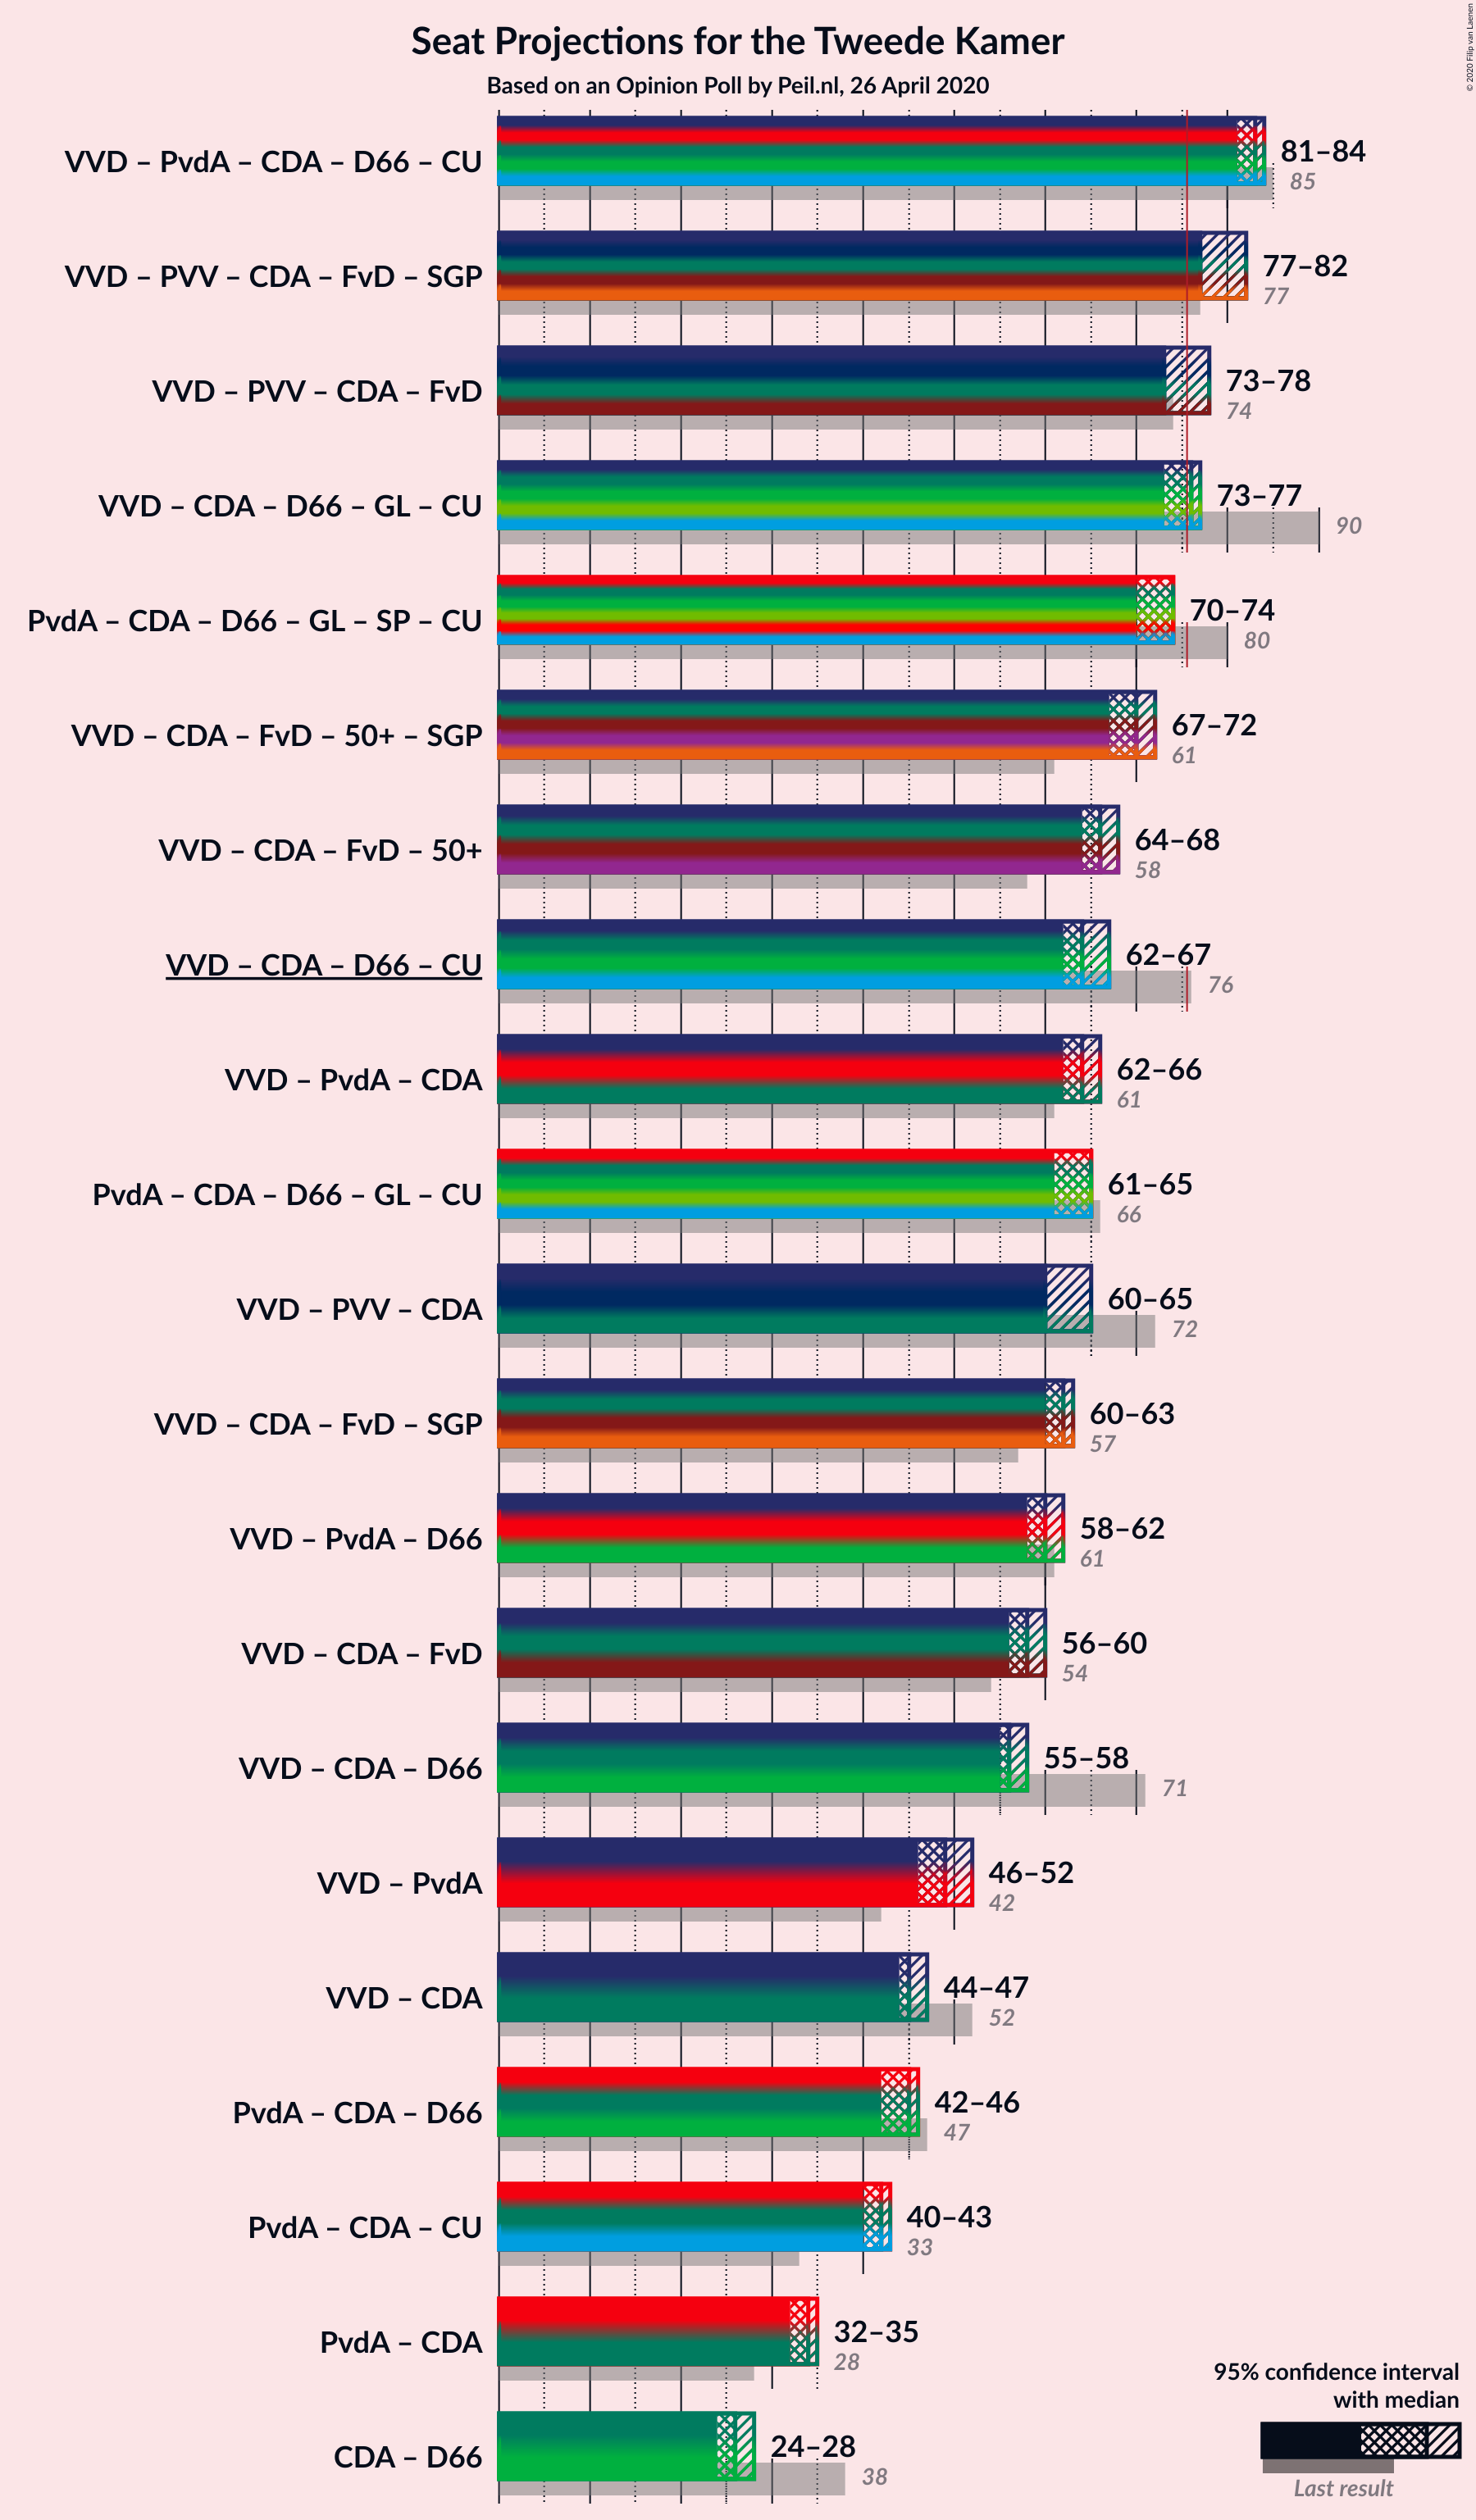 Seat Projections for the Tweede Kamer
Based on an Opinion Poll by Peil.nl, 26 April 2020
© 2020 Filip van Laenen
VVD – PvdA – CDA – D66 – CU
81–84
85
VVD – PVV – CDA – FvD – SGP
77–82
77
VVD – PVV – CDA – FvD
73–78
74
VVD – CDA – D66 – GL – CU
73–77
90
PvdA – CDA – D66 – GL – SP – CU
70–74
80
VVD – CDA – FvD – 50+ – SGP
67–72
61
VVD – CDA – FvD – 50+
64–68
58
VVD – CDA – D66 – CU
62–67
76
VVD – PvdA – CDA
62–66
61
PvdA – CDA – D66 – GL – CU
61–65
66
VVD – PVV – CDA
60–65
72
VVD – CDA – FvD – SGP
60–63
57
VVD – PvdA – D66
58–62
61
VVD – CDA – FvD
56–60
54
VVD – CDA – D66
55–58
71
VVD – PvdA
46–52
42
VVD – CDA
44–47
52
PvdA – CDA – D66
42–46
47
PvdA – CDA – CU
40–43
33
PvdA – CDA
32–35
28
CDA – D66
24–28
38
95% confidence interval
with median
Last result